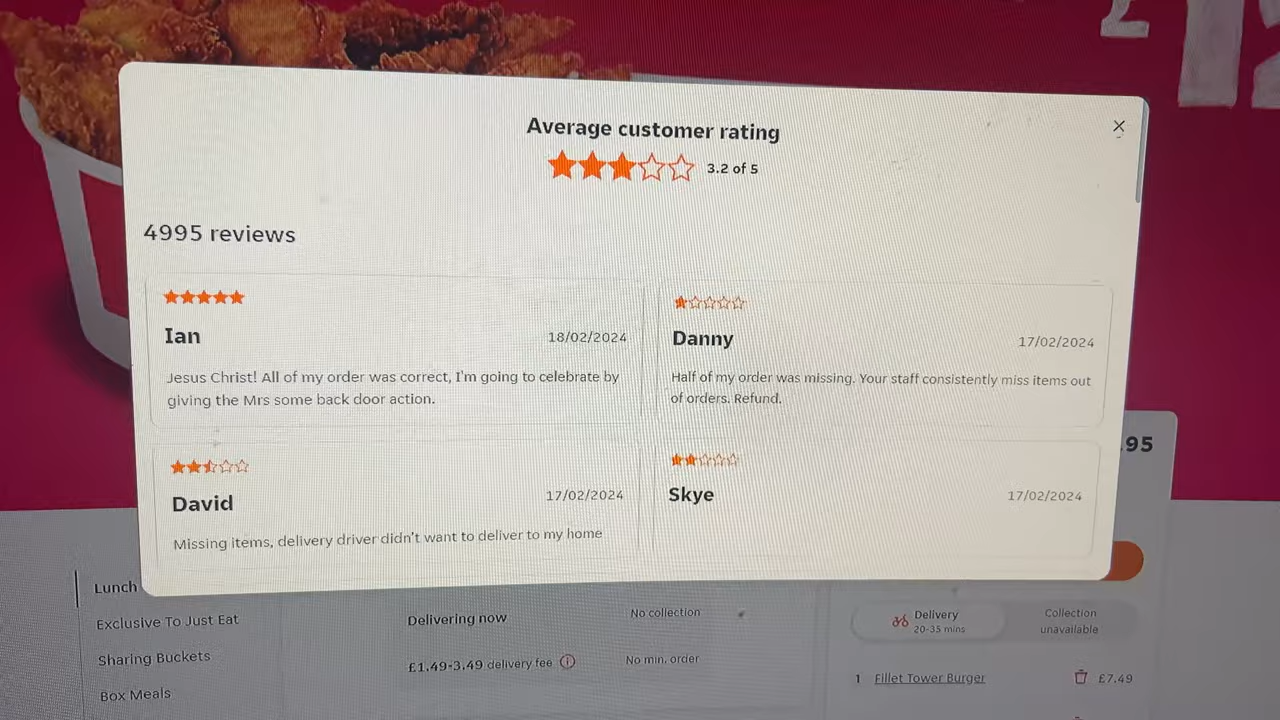 £12
Average customer rating
3.2 of 5
4995 reviews
Ian
18/02/2024
Jesus Christ! All of my order was correct, I'm going to celebrate by
giving the Mrs some back door action.
Danny
17/02/2024
Half of my order was missing. Your staff consistently miss items out
of orders. Refund.
David
17/02/2024
Missing items, delivery driver didn't want to deliver to my home
Skye
17/02/2024
.95
Lunch
Exclusive To Just Eat
Sharing Buckets
Box Meals
Delivering now
No collection
£1.49-3.49 delivery fee
No min. order
Delivery
20-35 mins
Collection
unavailable
1 Fillet Tower Burger £7.49